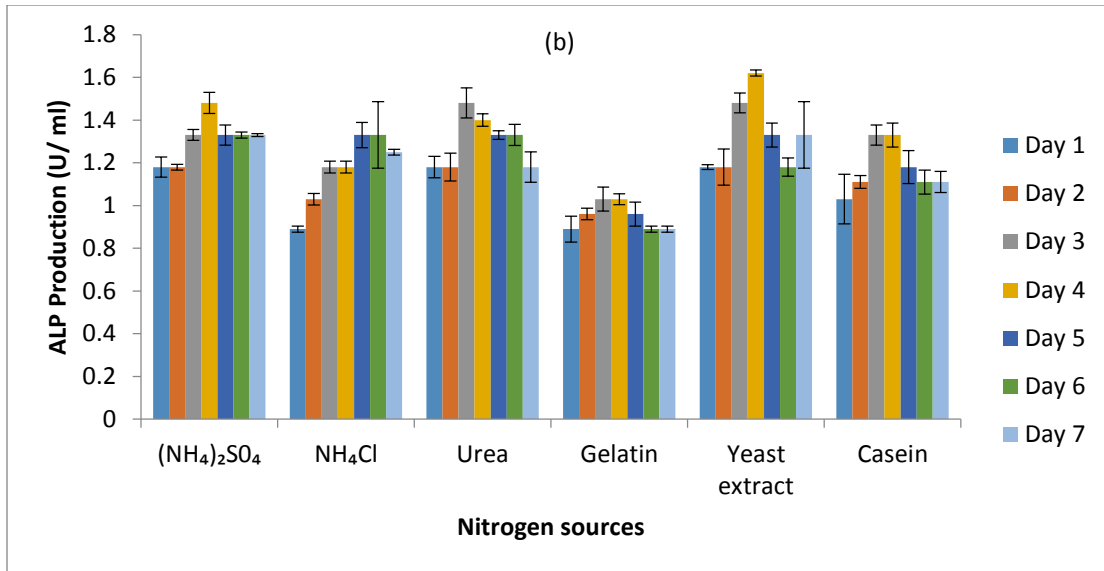 (b)
ALP Production (U/ ml)
1.8
1.6
1.4
1.2
1
0.8
0.6
0.4
0.2
0
(NH₄)₂S0₄
NH₄Cl
Urea
Gelatin
Yeast
extract
Casein
Nitrogen sources
Day 1
Day 2
Day 3
Day 4
Day 5
Day 6
Day 7